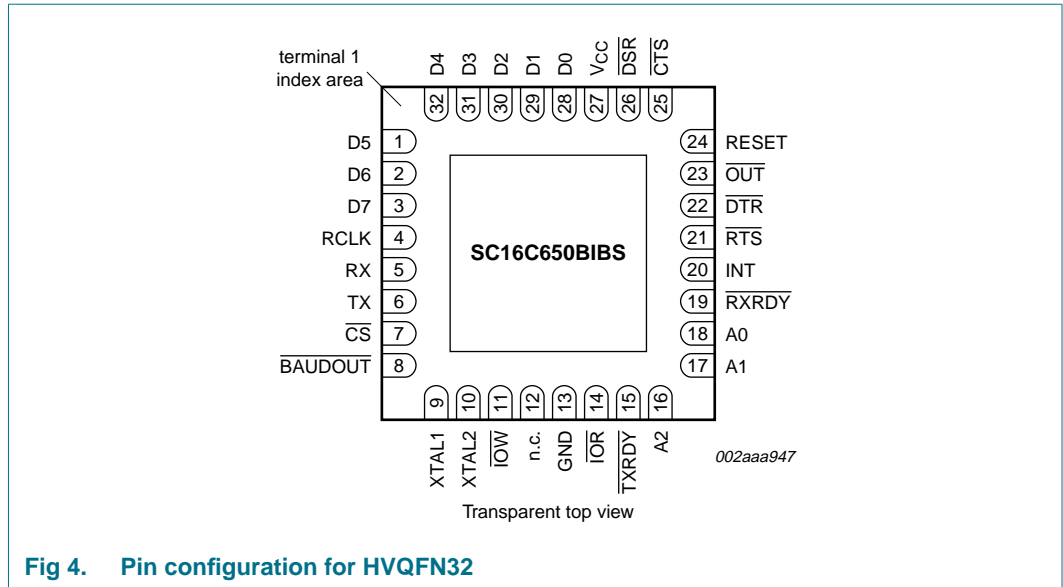 terminal 1
index area
D4
D3
D2
D1
D0
VCC
DSR
CTS
32
31
30
29
28
27
26
25
D5 1
D6 2
D7 3
RCLK 4
RX 5
TX 6
CS 7
BAUDOUT 8
SC16C650BIBS
24 RESET
23 OUT
22 DTR
21 RTS
20 INT
19 RXRDY
18 A0
17 A1
9
10
11
12
13
14
15
16
XTAL1
XTAL2
IOW
n.c.
GND
IOR
TXRDY
A2
002aaa947
Transparent top view
Fig 4. Pin configuration for HVQFN32